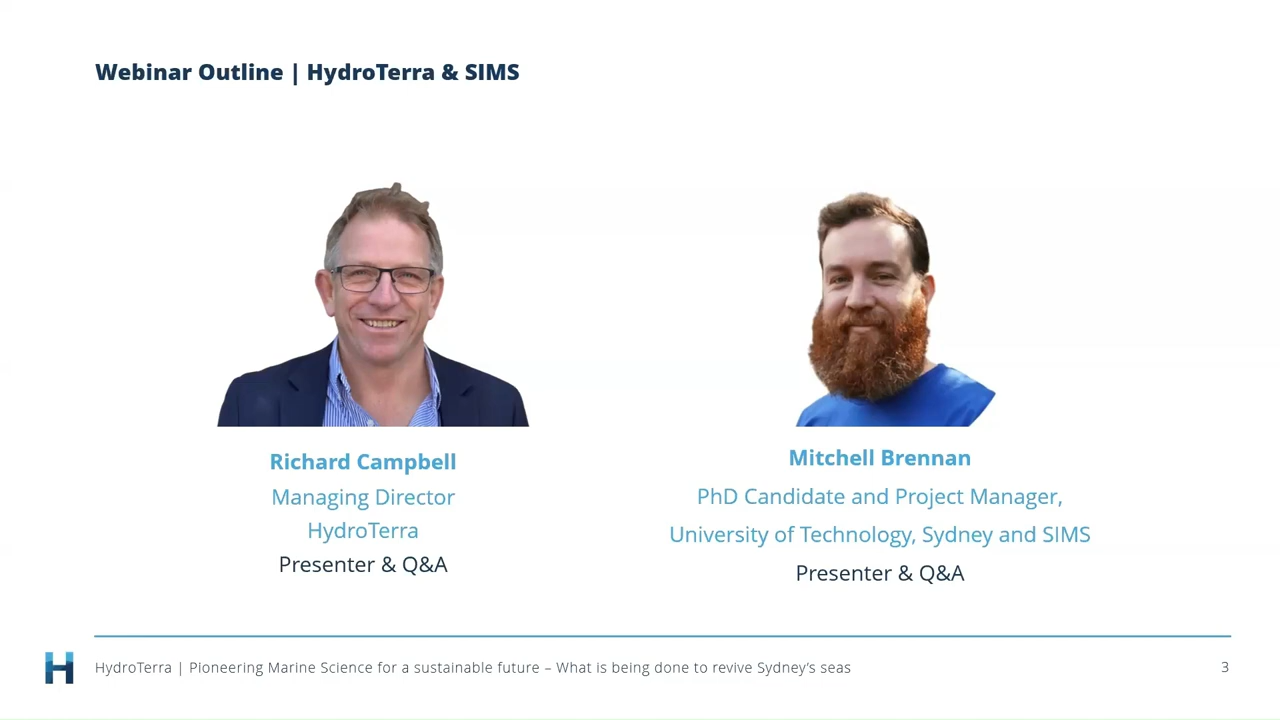 Webinar Outline | HydroTerra & SIMS
Richard Campbell
Managing Director
HydroTerra
Presenter & Q&A
Mitchell Brennan
PhD Candidate and Project Manager,
University of Technology, Sydney and SIMS
Presenter & Q&A
HydroTerra | Pioneering Marine Science for a sustainable future – What is being done to revive Sydney’s seas
3